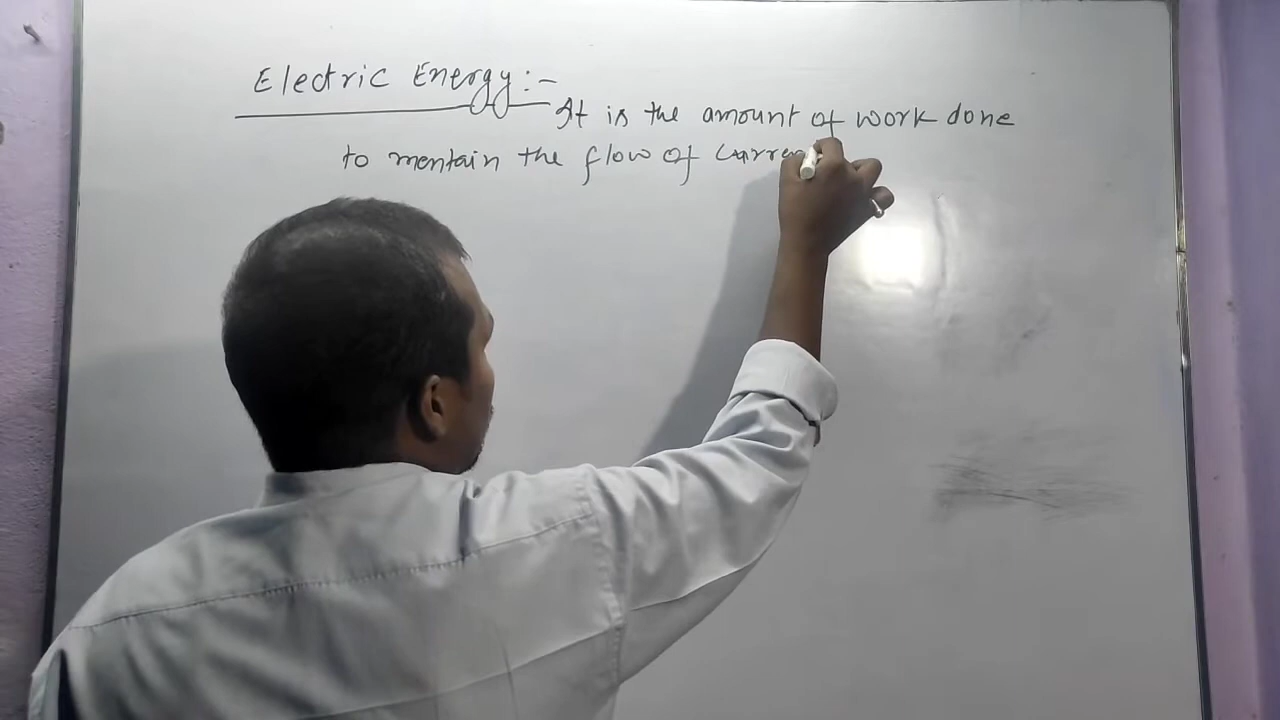 Electric Energy:-
It is the amount of work done
to mentain the flow of curren